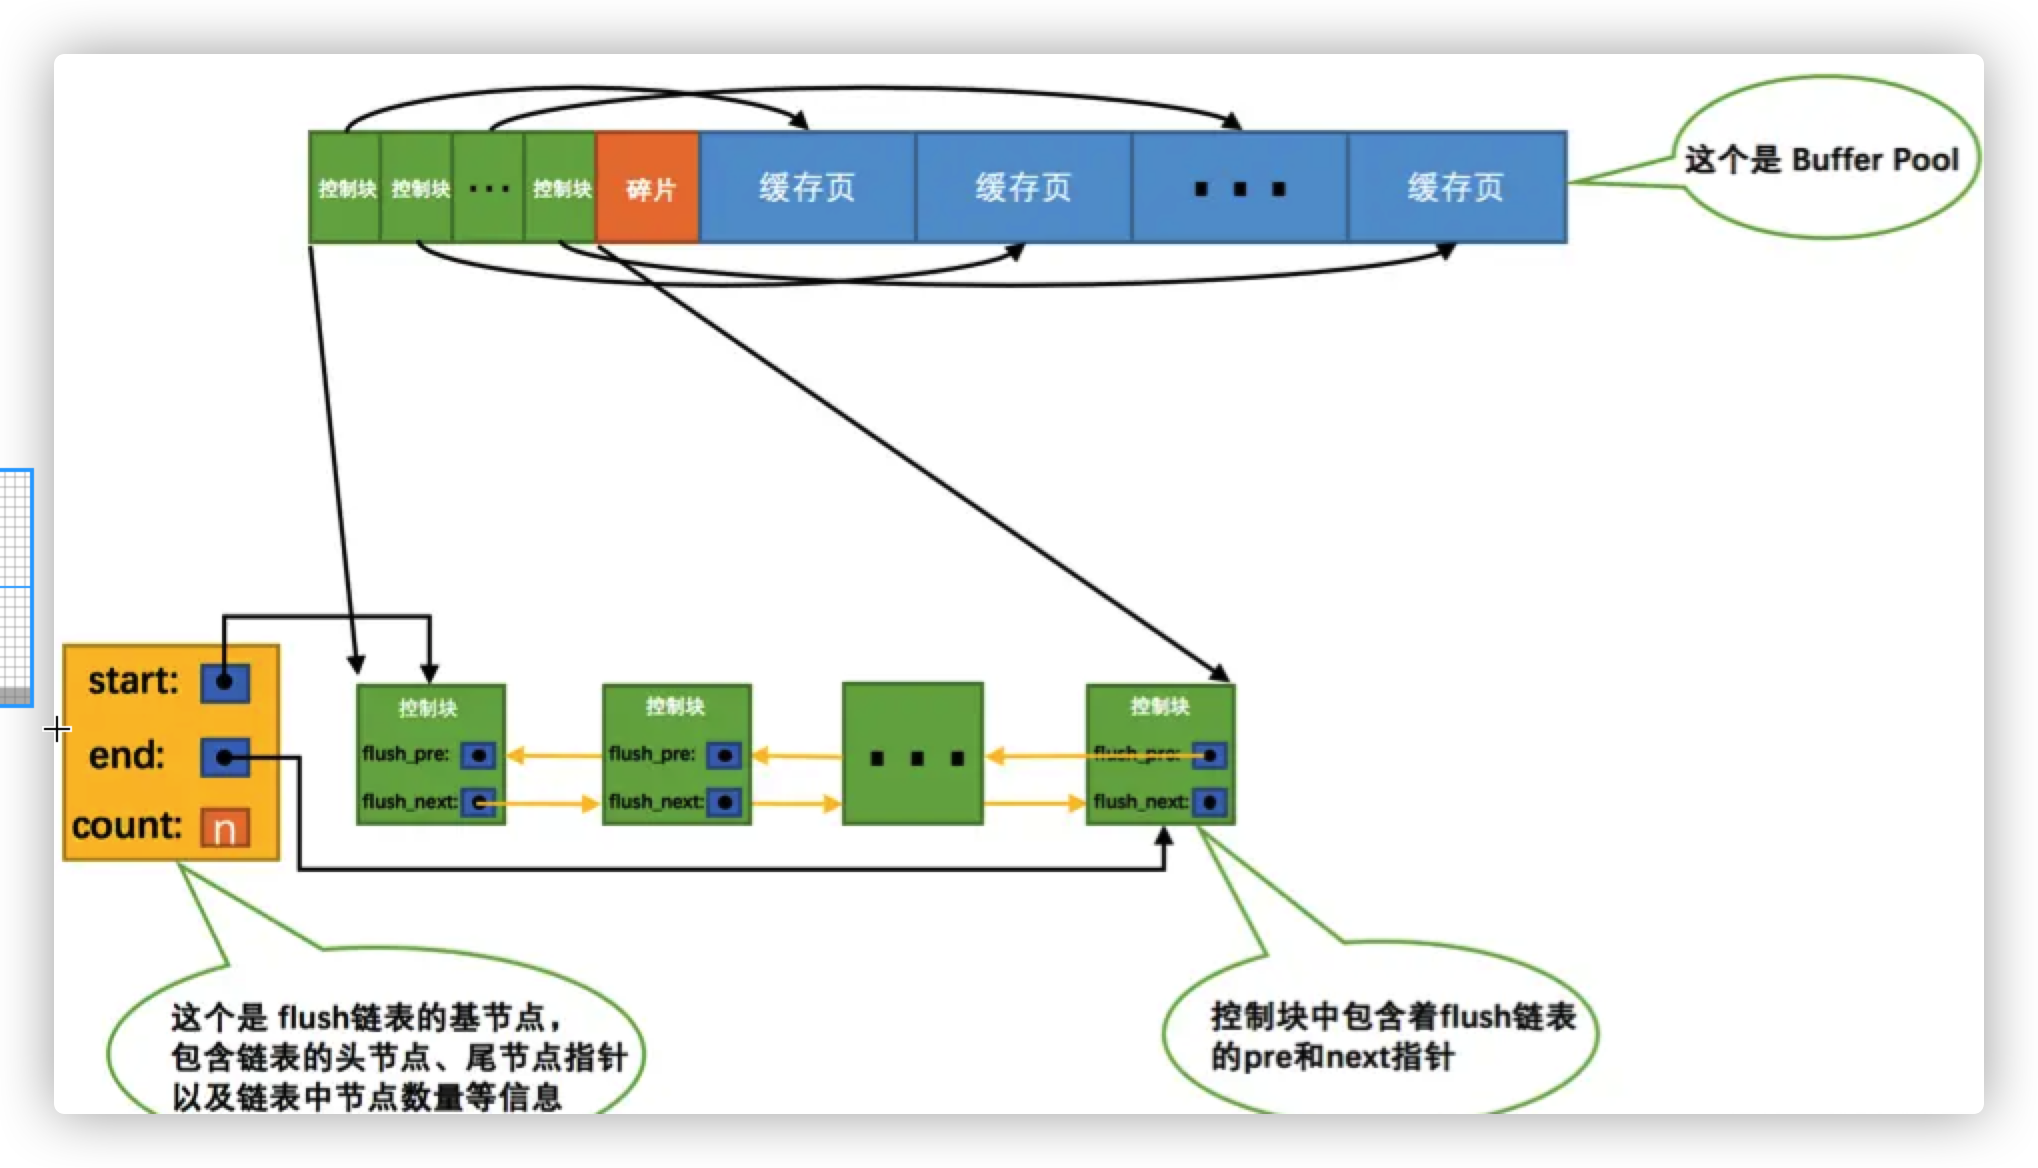 控制块 控制块 ··· 控制块 碎片 缓存页 缓存页 ··· 缓存页
这个是 Buffer Pool
start:
end:
count: n
控制块
flush_pre:
flush_next:
控制块
flush_pre:
flush_next:
···
控制块
flush_pre:
flush_next:
这个是 flush链表的基节点，
包含链表的头节点、尾节点指针
以及链表中节点数量等信息
控制块中包含着flush链表
的pre和next指针